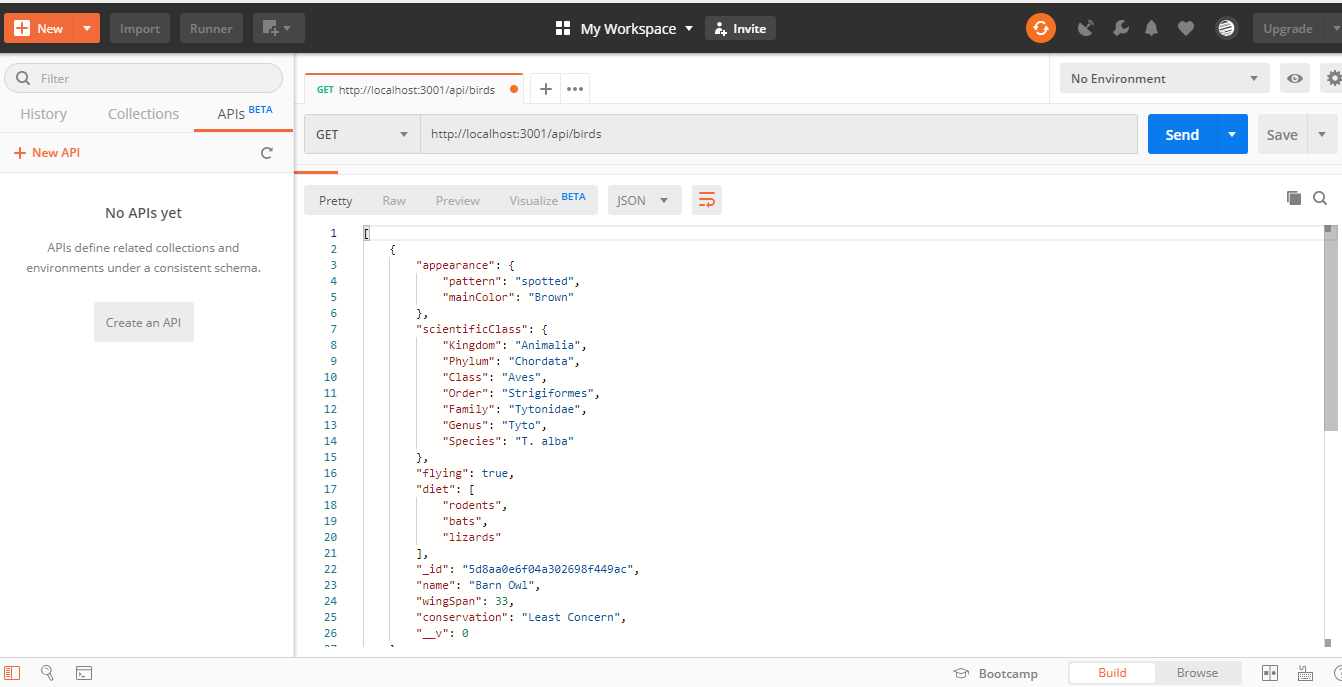 New
Import
Runner
My Workspace
Invite
Upgrade
Filter
History
Collections
APIs BETA
New API
No APIs yet
APIs define related collections and
environments under a consistent schema.
Create an API
GET http://localhost:3001/api/birds
No Environment
GET
http://localhost:3001/api/birds
Send
Save
Pretty
Raw
Preview
Visualize BETA
JSON
1 [
2 {
3 "appearance": {
4 "pattern": "spotted",
5 "mainColor": "Brown"
6 },
7 "scientificClass": {
8 "Kingdom": "Animalia",
9 "Phylum": "Chordata",
10 "Class": "Aves",
11 "Order": "Strigiformes",
12 "Family": "Tytonidae",
13 "Genus": "Tyto",
14 "Species": "T. alba"
15 },
16 "flying": true,
17 "diet": [
18 "rodents",
19 "bats",
20 "lizards"
21 ],
22 "_id": "5d8aa0e6f04a302698f449ac",
23 "name": "Barn Owl",
24 "wingSpan": 33,
25 "conservation": "Least Concern",
26 "__v": 0
Bootcamp
Build
Browse